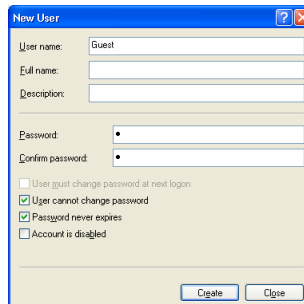 New User
User name: Guest
Full name:
Description:
Password: •
Confirm password: •
User must change password at next logon
User cannot change password
Password never expires
Account is disabled
Create Close